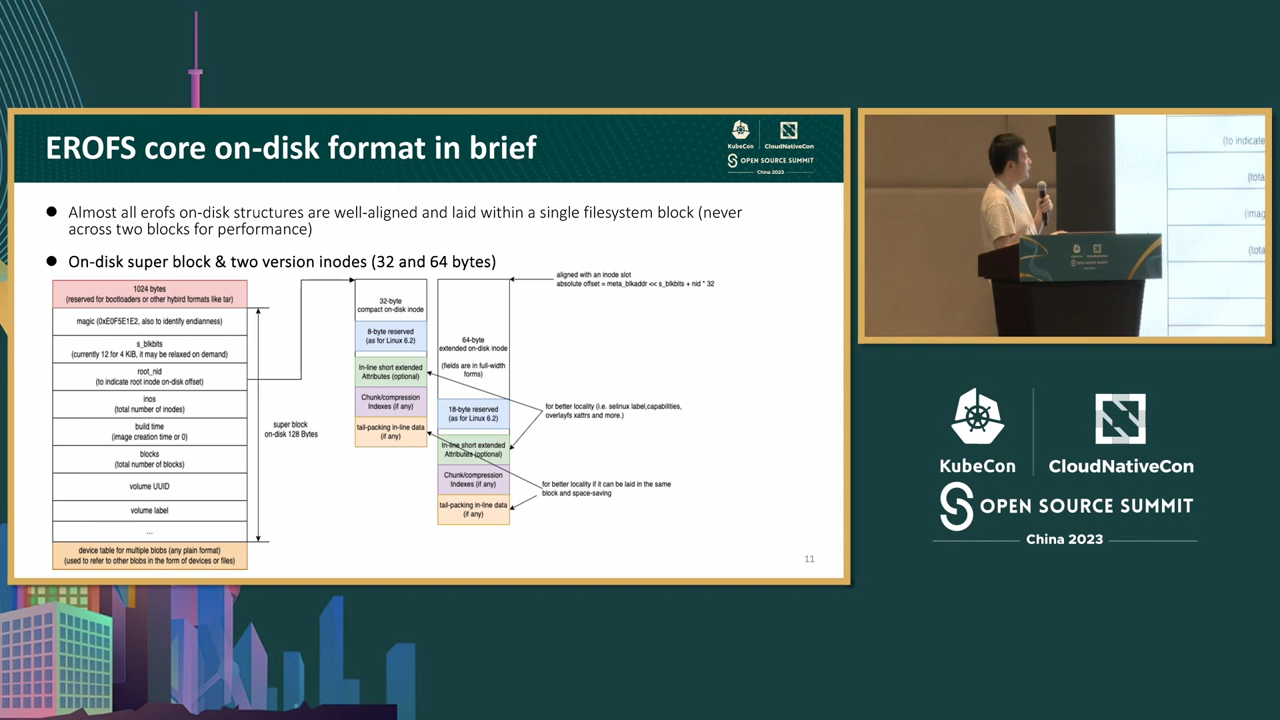 EROFS core on-disk format in brief
KubeCon
CloudNativeCon
OPEN SOURCE SUMMIT
China 2023
● Almost all erofs on-disk structures are well-aligned and laid within a single filesystem block (never
across two blocks for performance)
● On-disk super block & two version inodes (32 and 64 bytes)
1024 bytes
(reserved for bootloaders or other hybird formats like tar)
magic (0xE0F5E1E2, also to identify endianness)
s_blkbits
(currently 12 for 4 KiB, it may be relaxed on demand)
root_nid
(to indicate root inode on-disk offset)
inos
(total number of inodes)
build time
(image creation time or 0)
blocks
(total number of blocks)
volume UUID
volume label
...
device table for multiple blobs (any plain format)
(used to refer to other blobs in the form of devices or files)
super block
on-disk 128 Bytes
32-byte
compact on-disk inode
8-byte reserved
(as for Linux 6.2)
In-line short extended
Attributes (optional)
Chunk/compression
Indexes (if any)
tail-packing in-line data
(if any)
64-byte
extended on-disk inode
(fields are in full-width
forms)
18-byte reserved
(as for Linux 6.2)
In-line short extended
Attributes (optional)
Chunk/compression
Indexes (if any)
tail-packing in-line data
(if any)
aligned with an inode slot
absolute offset = meta_blkaddr << s_blkbits + nid * 32
for better locality (i.e. selinux label,capabilities,
overlayfs xattrs and more.)
for better locality if it can be laid in the same
block and space-saving
11
(to indicate
(tota
(imag
(tota
KubeCon
CloudNativeCon
OPEN SOURCE SUMMIT
China 2023